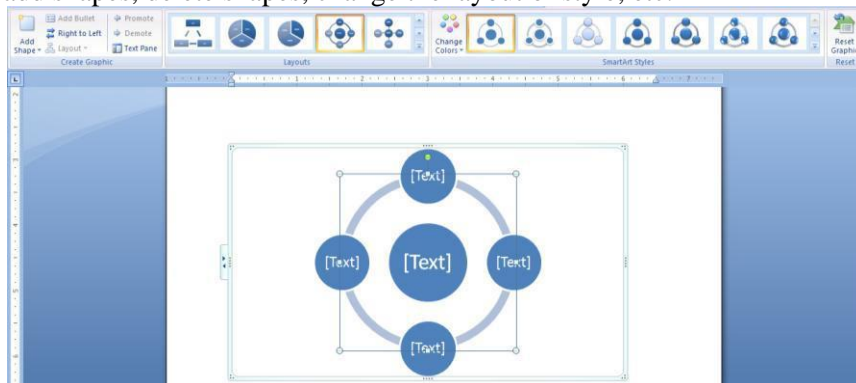 Add Bullet Promote
Add Shape Right to Left Demote
Layout Text Pane
Create Graphic
Layouts
Change Colors
SmartArt Styles
Reset Graphic
Reset
[Text]
[Text] [Text] [Text]
[Text]